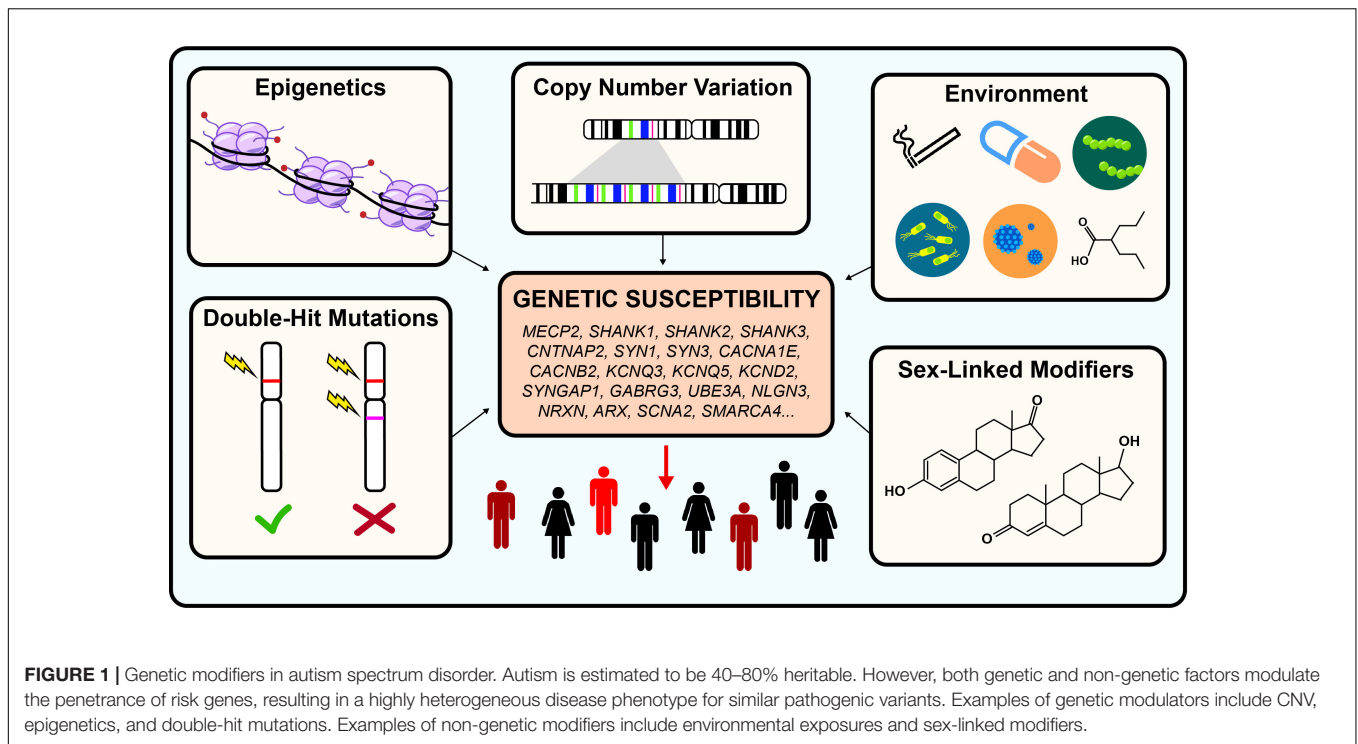 Epigenetics
Copy Number Variation
Environment
HO
O
Double-Hit Mutations
GENETIC SUSCEPTIBILITY
MECP2, SHANK1, SHANK2, SHANK3,
CNTNAP2, SYN1, SYN3, CACNA1E,
CACNB2, KCNQ3, KCNQ5, KCND2,
SYNGAP1, GABRG3, UBE3A, NLGN3,
NRXN, ARX, SCNA2, SMARCA4...
Sex-Linked Modifiers
O
HO
OH
O
FIGURE 1 | Genetic modifiers in autism spectrum disorder. Autism is estimated to be 40–80% heritable. However, both genetic and non-genetic factors modulate
the penetrance of risk genes, resulting in a highly heterogeneous disease phenotype for similar pathogenic variants. Examples of genetic modulators include CNV,
epigenetics, and double-hit mutations. Examples of non-genetic modifiers include environmental exposures and sex-linked modifiers.